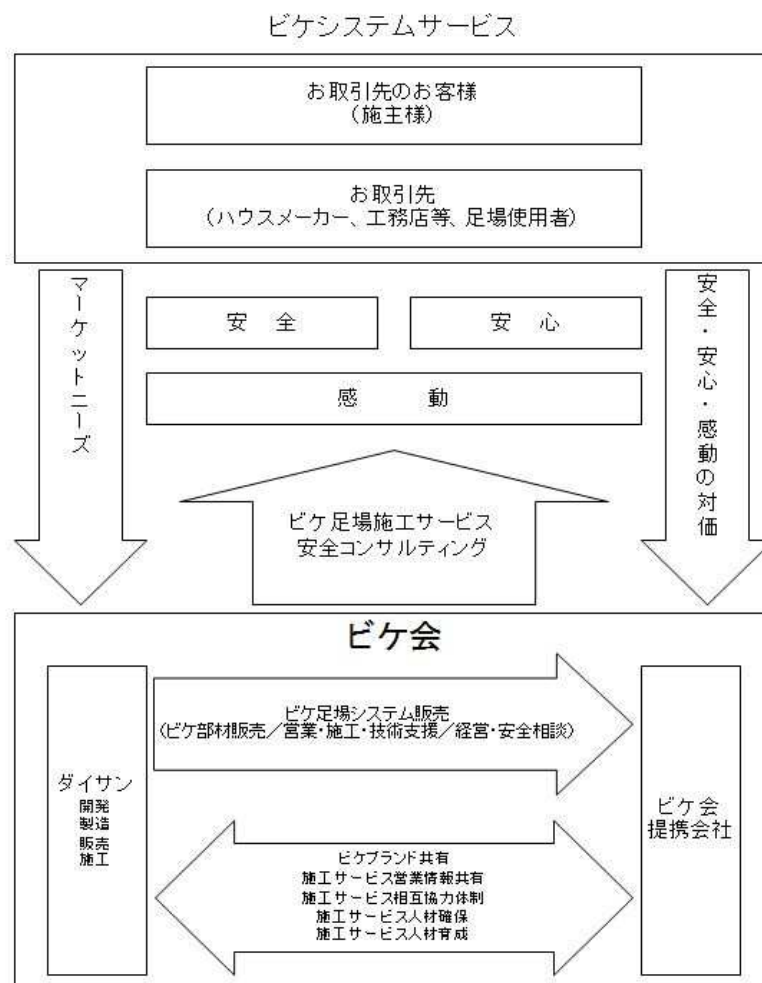 ビケシステムサービス
お取引先のお客様
(施主様)
お取引先
(ハウスメーカー、工務店等、足場使用者)
マーケットニーズ
安 全
安 心
感 動
安全・安心・感動の対価
ビケ足場施工サービス
安全コンサルティング
ビケ会
ビケ足場システム販売
(ビケ部材販売/営業・施工・技術支援/経営・安全相談)
ダイサン
開発
製造
販売
施工
ビケ会
提携会社
ビケブランド共有
施工サービス営業情報共有
施工サービス相互協力体制
施工サービス人材確保
施工サービス人材育成